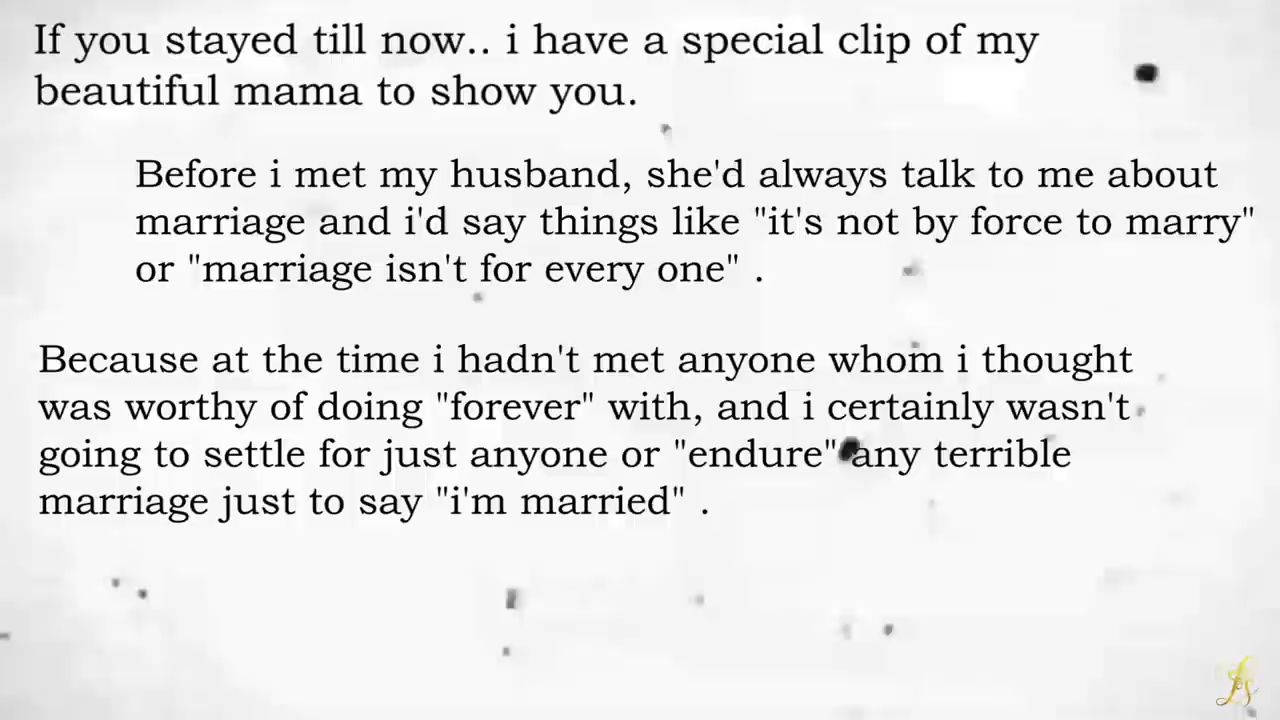 If you stayed till now.. i have a special clip of my
beautiful mama to show you.
Before i met my husband, she'd always talk to me about
marriage and i'd say things like "it's not by force to marry"
or "marriage isn't for every one" .
Because at the time i hadn't met anyone whom i thought
was worthy of doing "forever" with, and i certainly wasn't
going to settle for just anyone or "endure" any terrible
marriage just to say "i'm married" .